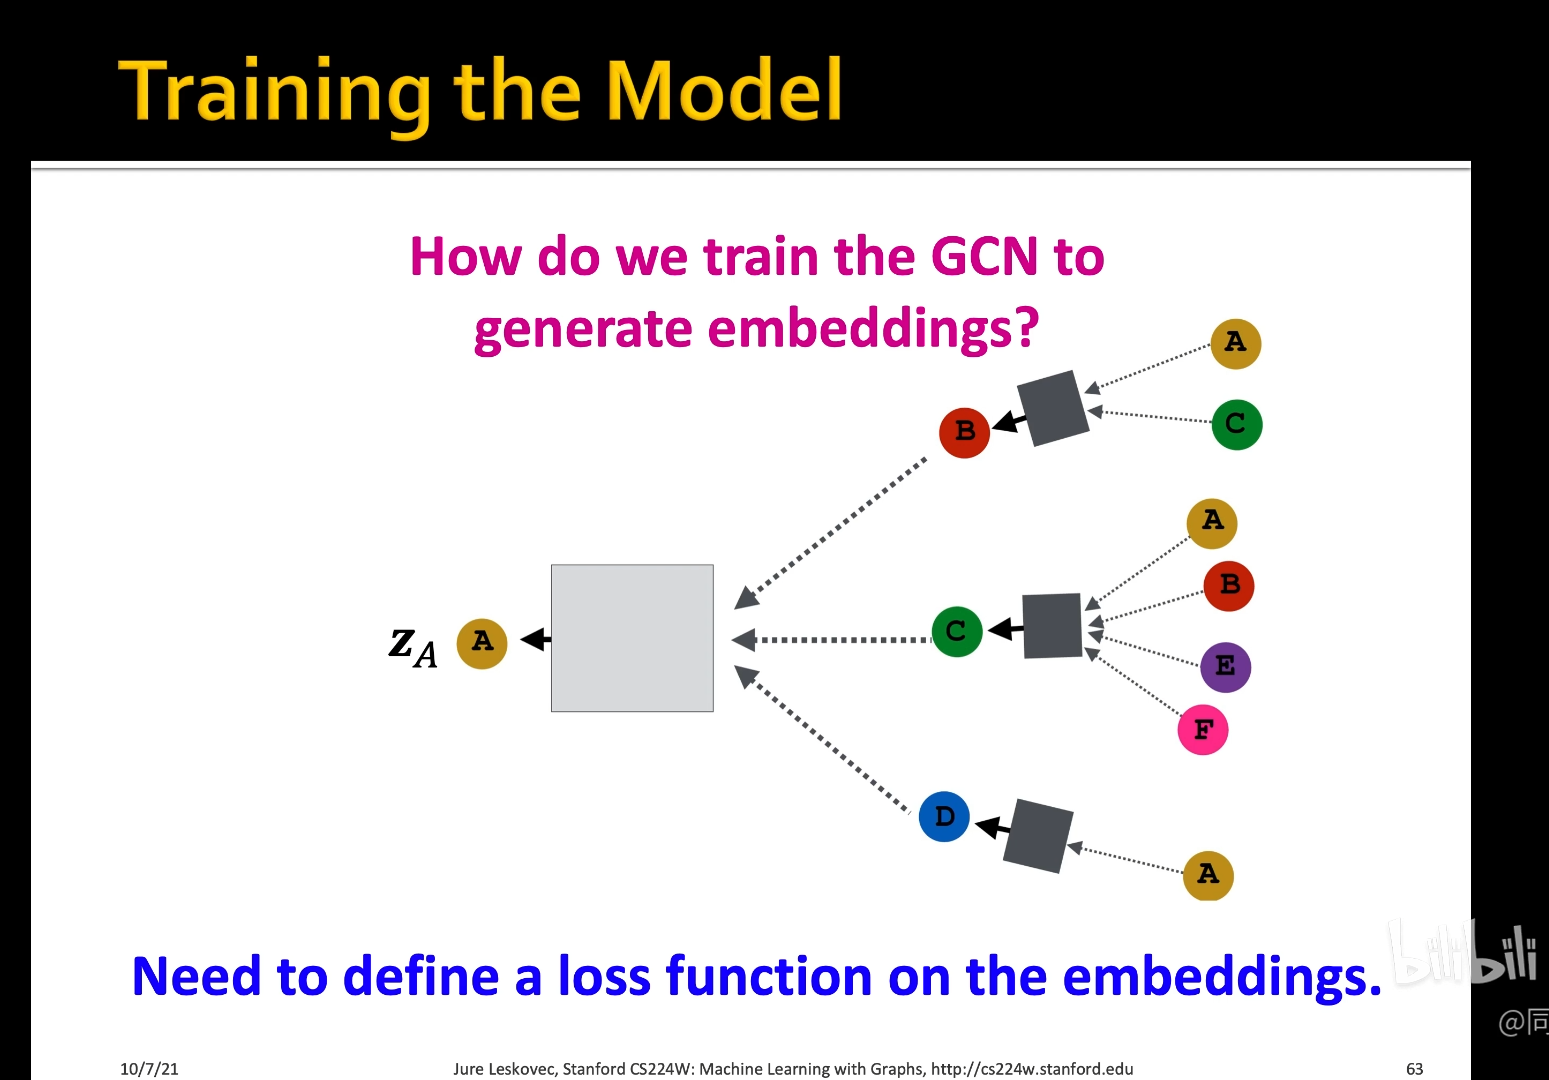 Training the Model
How do we train the GCN to
generate embeddings?
A
B
C
A
B
z_A A
C
E
F
D
A
Need to define a loss function on the embeddings.
bilibili
@同
10/7/21
Jure Leskovec, Stanford CS224W: Machine Learning with Graphs, http://cs224w.stanford.edu
63